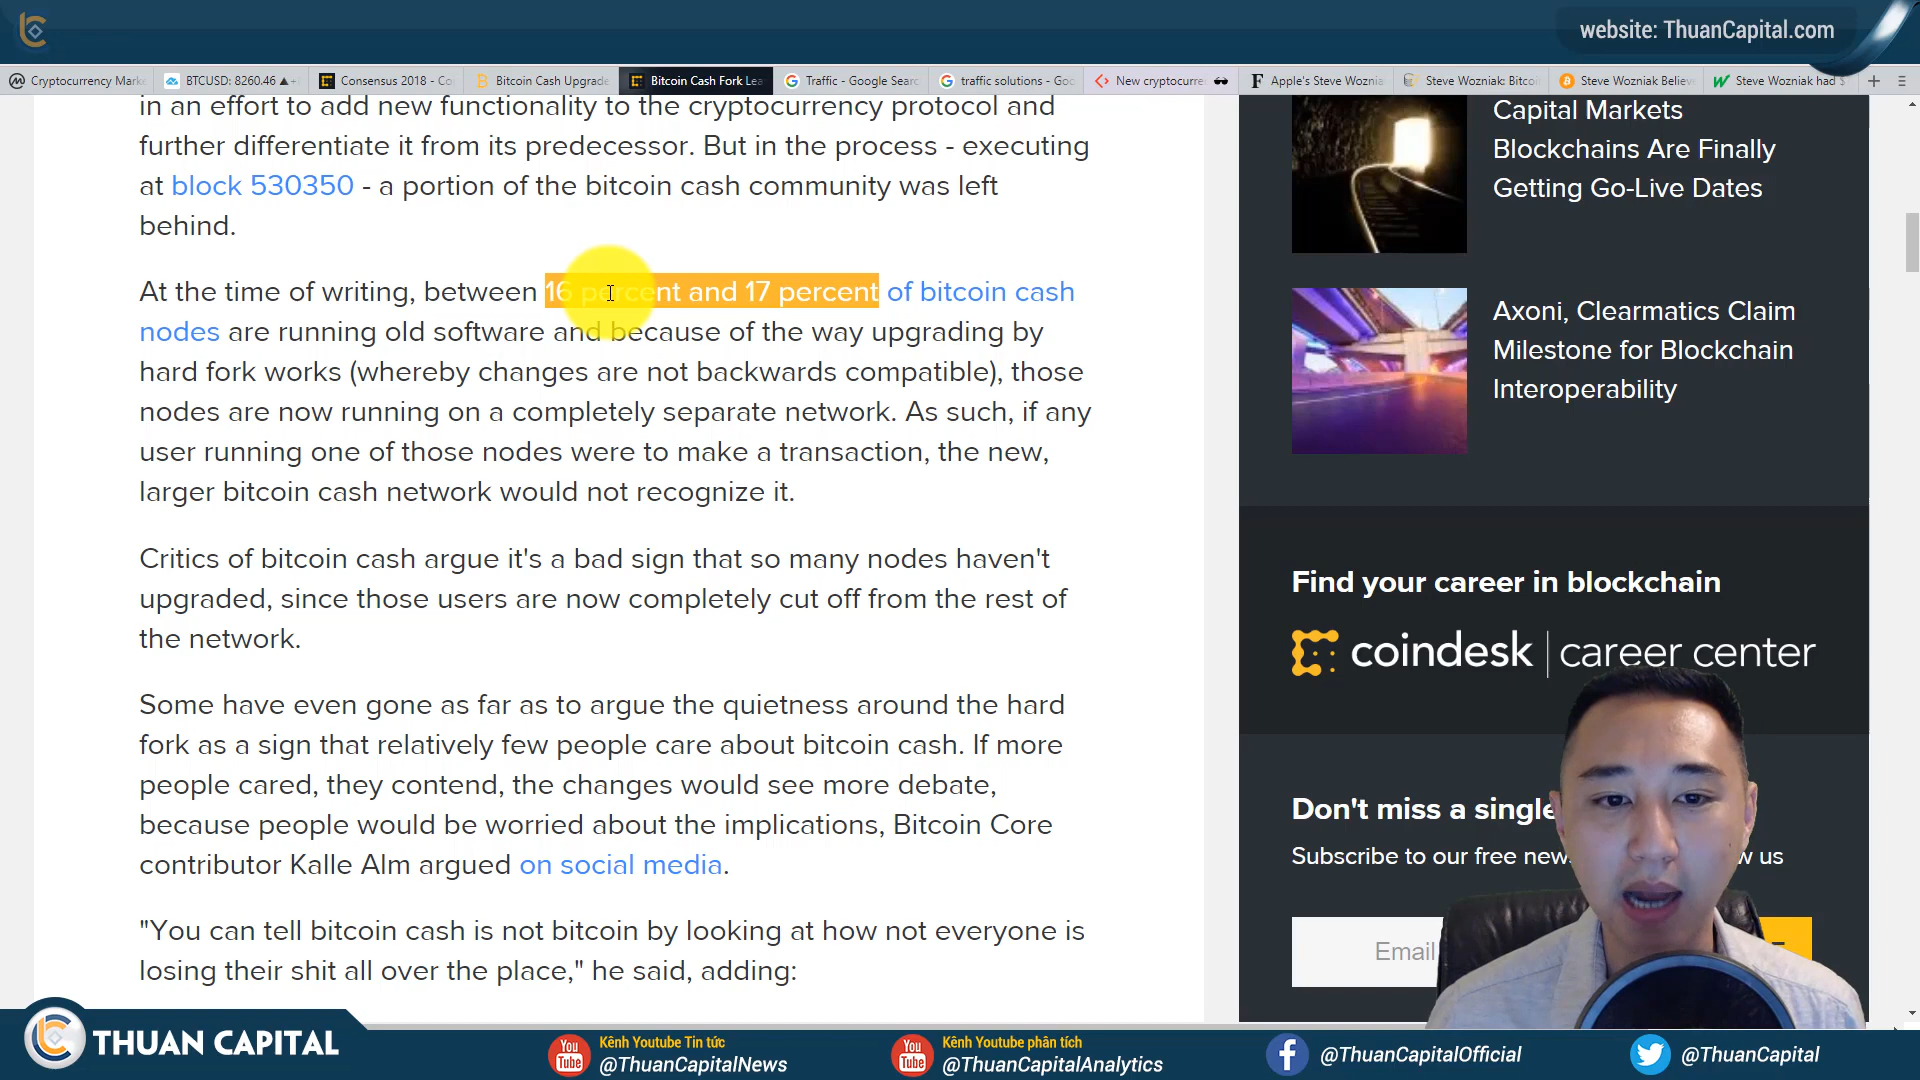 website: ThuanCapital.com
Cryptocurrency Marke
BTCUSD: 8260.46 ▲
Consensus 2018 - Co
Bitcoin Cash Upgrade
Bitcoin Cash Fork Lea
Traffic - Google Searc
traffic solutions - Goo
New cryptocurre
Apple's Steve Woznia
Steve Wozniak: Bitcoi
Steve Wozniak Believ
Steve Wozniak had $
in an effort to add new functionality to the cryptocurrency protocol and
further differentiate it from its predecessor. But in the process - executing
at block 530350 - a portion of the bitcoin cash community was left
behind.
At the time of writing, between 16 percent and 17 percent of bitcoin cash
nodes are running old software and because of the way upgrading by
hard fork works (whereby changes are not backwards compatible), those
nodes are now running on a completely separate network. As such, if any
user running one of those nodes were to make a transaction, the new,
larger bitcoin cash network would not recognize it.
Critics of bitcoin cash argue it's a bad sign that so many nodes haven't
upgraded, since those users are now completely cut off from the rest of
the network.
Some have even gone as far as to argue the quietness around the hard
fork as a sign that relatively few people care about bitcoin cash. If more
people cared, they contend, the changes would see more debate,
because people would be worried about the implications, Bitcoin Core
contributor Kalle Alm argued on social media.
"You can tell bitcoin cash is not bitcoin by looking at how not everyone is
losing their shit all over the place," he said, adding:
Capital Markets
Blockchains Are Finally
Getting Go-Live Dates
Axoni, Clearmatics Claim
Milestone for Blockchain
Interoperability
Find your career in blockchain
coindesk | career center
Don't miss a single
Subscribe to our free new
w us
Email
THUAN CAPITAL
You Tube
Kênh Youtube Tin tức
@ThuanCapitalNews
You Tube
Kênh Youtube phân tích
@ThuanCapitalAnalytics
@ThuanCapitalOfficial
@ThuanCapital